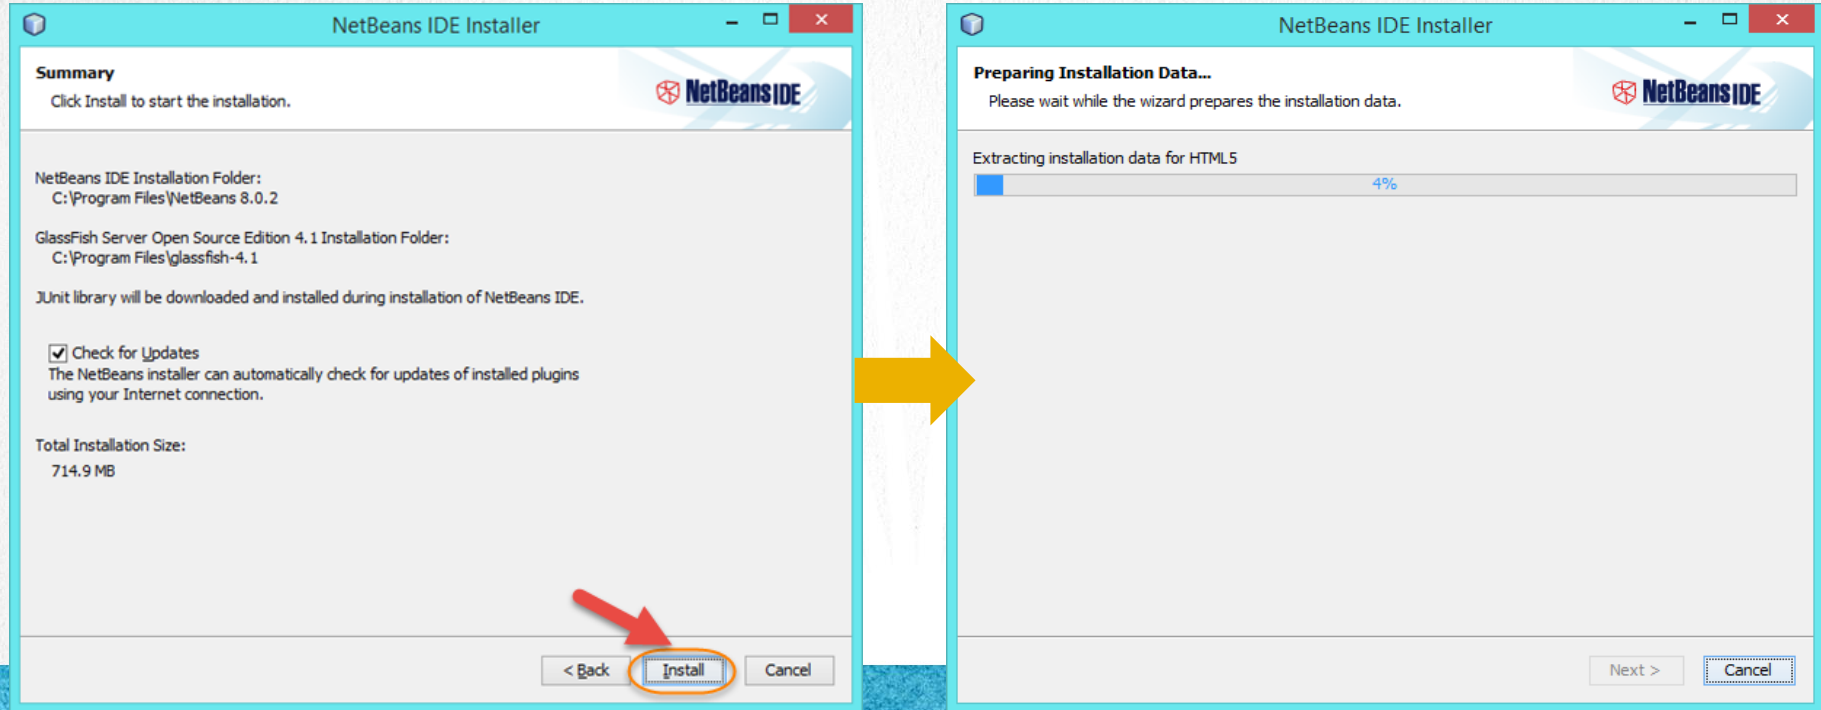 NetBeans IDE Installer
Summary
Click Install to start the installation.
NetBeans IDE
NetBeans IDE Installation Folder:
C:\Program Files\NetBeans 8.0.2
GlassFish Server Open Source Edition 4.1 Installation Folder:
C:\Program Files\glassfish-4.1
JUnit library will be downloaded and installed during installation of NetBeans IDE.
Check for Updates
The NetBeans installer can automatically check for updates of installed plugins
using your Internet connection.
Total Installation Size:
714.9 MB
< Back
Install
Cancel
NetBeans IDE Installer
Preparing Installation Data...
Please wait while the wizard prepares the installation data.
NetBeans IDE
Extracting installation data for HTML5
4%
Next >
Cancel